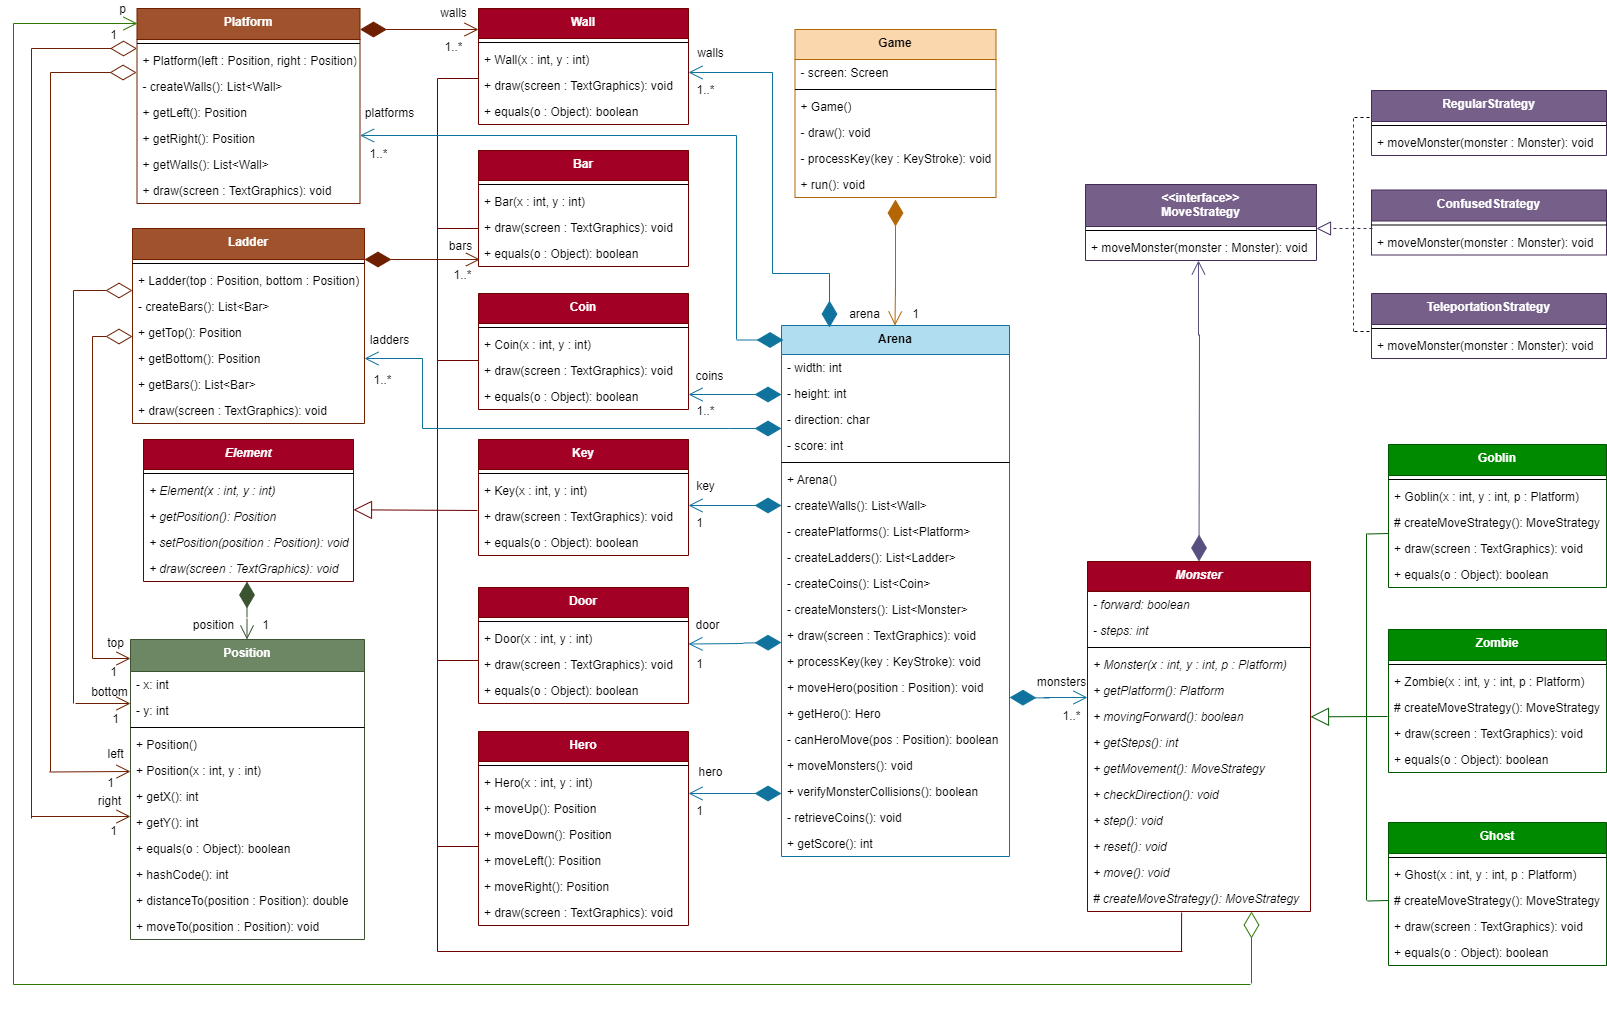 p
1
Platform
+ Platform(left : Position, right : Position)
- createWalls(): List<Wall>
+ getLeft(): Position
+ getRight(): Position
+ getWalls(): List<Wall>
+ draw(screen : TextGraphics): void
walls
1..*
platforms
1..*
Ladder
+ Ladder(top : Position, bottom : Position)
- createBars(): List<Bar>
+ getTop(): Position
+ getBottom(): Position
+ getBars(): List<Bar>
+ draw(screen : TextGraphics): void
bars
1..*
ladders
1..*
Element
+ Element(x : int, y : int)
+ getPosition(): Position
+ setPosition(position : Position): void
+ draw(screen : TextGraphics): void
position
1
top
1
bottom
1
left
1
right
1
Position
- x: int
- y: int
+ Position()
+ Position(x : int, y : int)
+ getX(): int
+ getY(): int
+ equals(o : Object): boolean
+ hashCode(): int
+ distanceTo(position : Position): double
+ moveTo(position : Position): void
Wall
+ Wall(x : int, y : int)
+ draw(screen : TextGraphics): void
+ equals(o : Object): boolean
walls
1..*
Bar
+ Bar(x : int, y : int)
+ draw(screen : TextGraphics): void
+ equals(o : Object): boolean
Coin
+ Coin(x : int, y : int)
+ draw(screen : TextGraphics): void
+ equals(o : Object): boolean
coins
1..*
Key
+ Key(x : int, y : int)
+ draw(screen : TextGraphics): void
+ equals(o : Object): boolean
key
1
Door
+ Door(x : int, y : int)
+ draw(screen : TextGraphics): void
+ equals(o : Object): boolean
door
1
Hero
+ Hero(x : int, y : int)
+ moveUp(): Position
+ moveDown(): Position
+ moveLeft(): Position
+ moveRight(): Position
+ draw(screen : TextGraphics): void
hero
1
Game
- screen: Screen
+ Game()
- draw(): void
- processKey(key : KeyStroke): void
+ run(): void
arena
1
Arena
- width: int
- height: int
- direction: char
- score: int
+ Arena()
- createWalls(): List<Wall>
- createPlatforms(): List<Platform>
- createLadders(): List<Ladder>
- createCoins(): List<Coin>
- createMonsters(): List<Monster>
+ draw(screen : TextGraphics): void
+ processKey(key : KeyStroke): void
+ moveHero(position : Position): void
+ getHero(): Hero
- canHeroMove(pos : Position): boolean
+ moveMonsters(): void
+ verifyMonsterCollisions(): boolean
- retrieveCoins(): void
+ getScore(): int
monsters
1..*
<<interface>>
MoveStrategy
+ moveMonster(monster : Monster): void
Monster
- forward: boolean
- steps: int
+ Monster(x : int, y : int, p : Platform)
+ getPlatform(): Platform
+ movingForward(): boolean
+ getSteps(): int
+ getMovement(): MoveStrategy
+ checkDirection(): void
+ step(): void
+ reset(): void
+ move(): void
# createMoveStrategy(): MoveStrategy
RegularStrategy
+ moveMonster(monster : Monster): void
ConfusedStrategy
+ moveMonster(monster : Monster): void
TeleportationStrategy
+ moveMonster(monster : Monster): void
Goblin
+ Goblin(x : int, y : int, p : Platform)
# createMoveStrategy(): MoveStrategy
+ draw(screen : TextGraphics): void
+ equals(o : Object): boolean
Zombie
+ Zombie(x : int, y : int, p : Platform)
# createMoveStrategy(): MoveStrategy
+ draw(screen : TextGraphics): void
+ equals(o : Object): boolean
Ghost
+ Ghost(x : int, y : int, p : Platform)
# createMoveStrategy(): MoveStrategy
+ draw(screen : TextGraphics): void
+ equals(o : Object): boolean